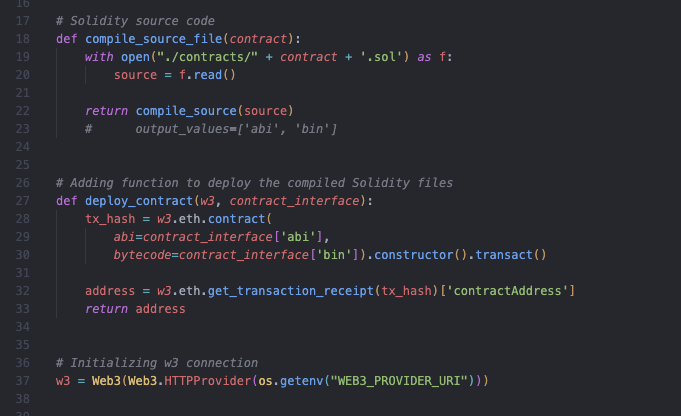 16
17 # Solidity source code
18 def compile_source_file(contract):
19     with open("./contracts/" + contract + '.sol') as f:
20         source = f.read()
21
22     return compile_source(source)
23     #      output_values=['abi', 'bin']
24
25
26 # Adding function to deploy the compiled Solidity files
27 def deploy_contract(w3, contract_interface):
28     tx_hash = w3.eth.contract(
29         abi=contract_interface['abi'],
30         bytecode=contract_interface['bin']).constructor().transact()
31
32     address = w3.eth.get_transaction_receipt(tx_hash)['contractAddress']
33     return address
34
35
36 # Initializing w3 connection
37 w3 = Web3(Web3.HTTPProvider(os.getenv("WEB3_PROVIDER_URI")))
38
39